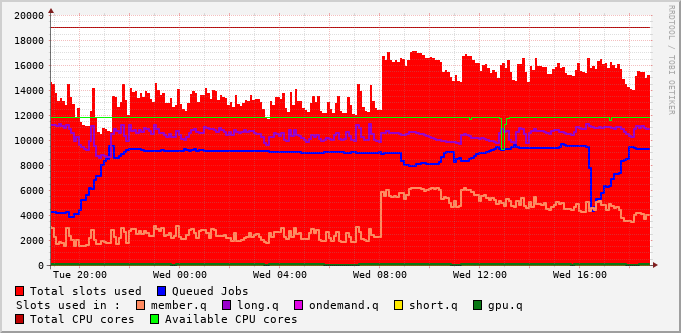 20000
18000
16000
14000
12000
10000
8000
6000
4000
2000
0
Tue 20:00 Wed 00:00 Wed 04:00 Wed 08:00 Wed 12:00 Wed 16:00
Total slots used Queued Jobs
Slots used in : member.q long.q ondemand.q short.q gpu.q
Total CPU cores Available CPU cores
RRDTOOL / TOBI OETIKER